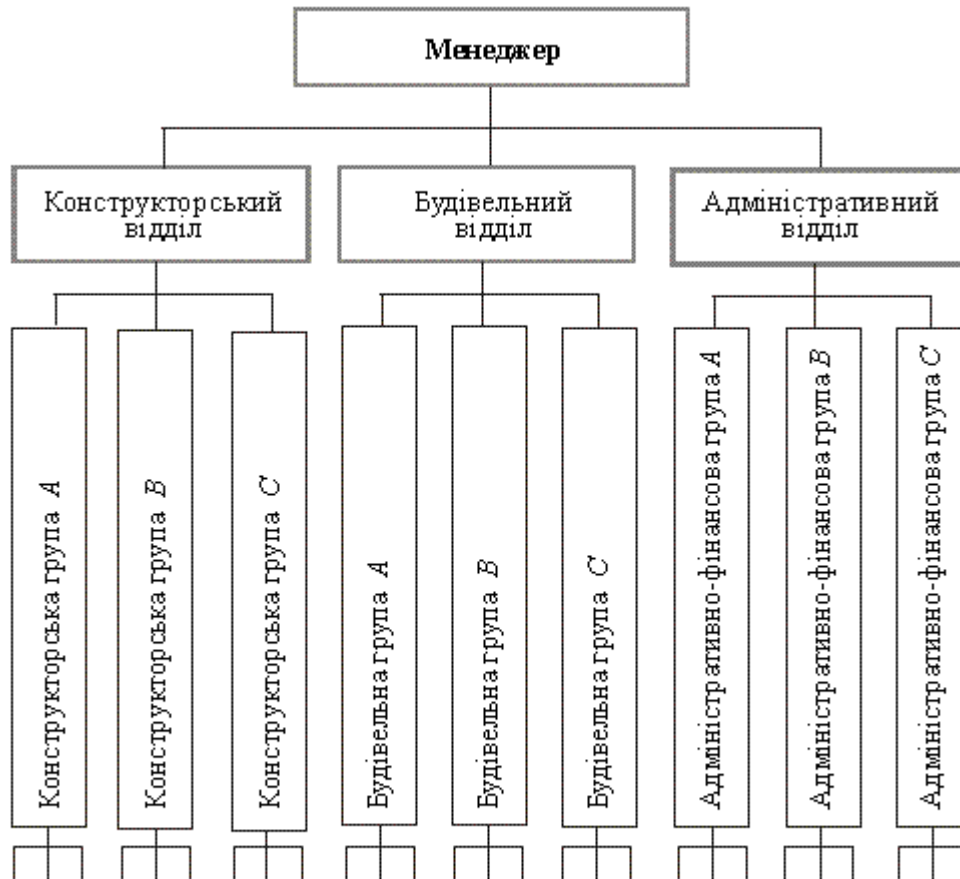 Менеджер
Конструкторський
відділ
Будівельний
відділ
Адміністративний
відділ
Конструкторська група A
Конструкторська група B
Конструкторська група C
Будівельна група A
Будівельна група B
Будівельна група C
Адміністративно-фінансова група A
Адміністративно-фінансова група B
Адміністративно-фінансова група C